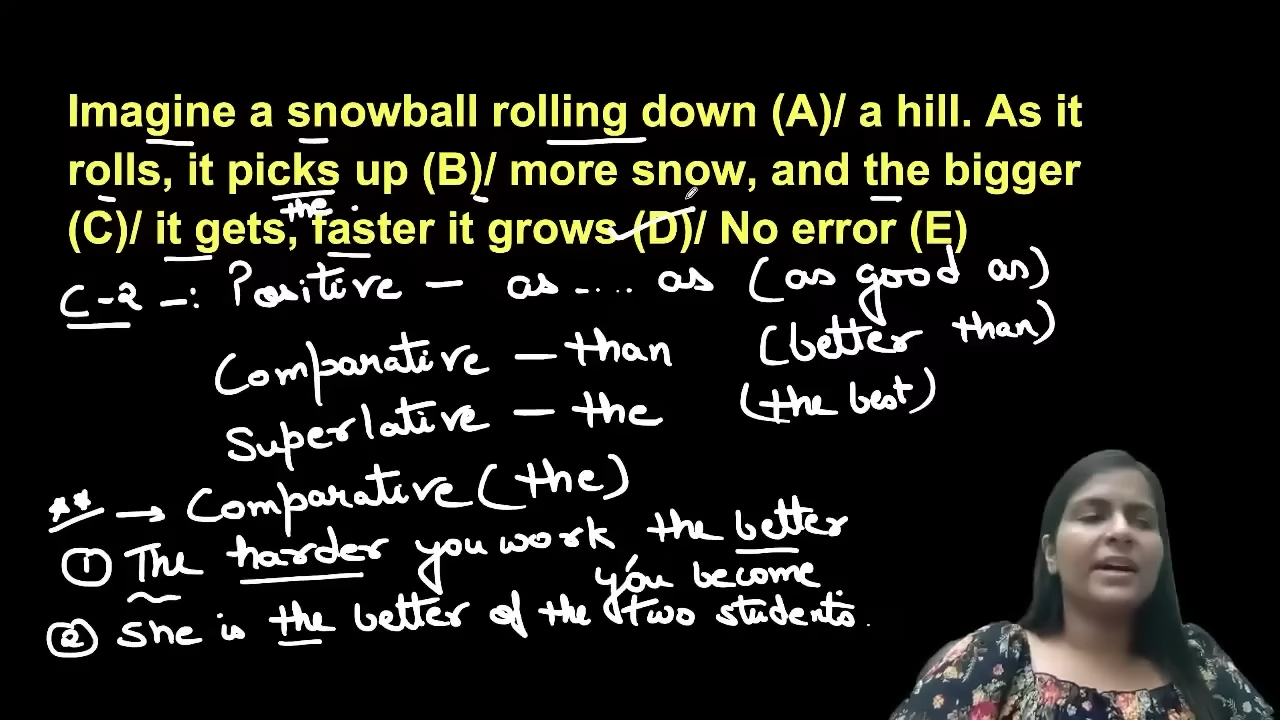 Imagine a snowball rolling down (A)/ a hill. As it
rolls, it picks up (B)/ more snow, and the bigger
the
(C)/ it gets, faster it grows (D)/ No error (E)
C-2 -: Positive - as .... as (as good as)
Comparative - than (better than)
Superlative - the (the best)
** → Comparative (the)
① The harder you work the better
you become
② She is the better of the two students.